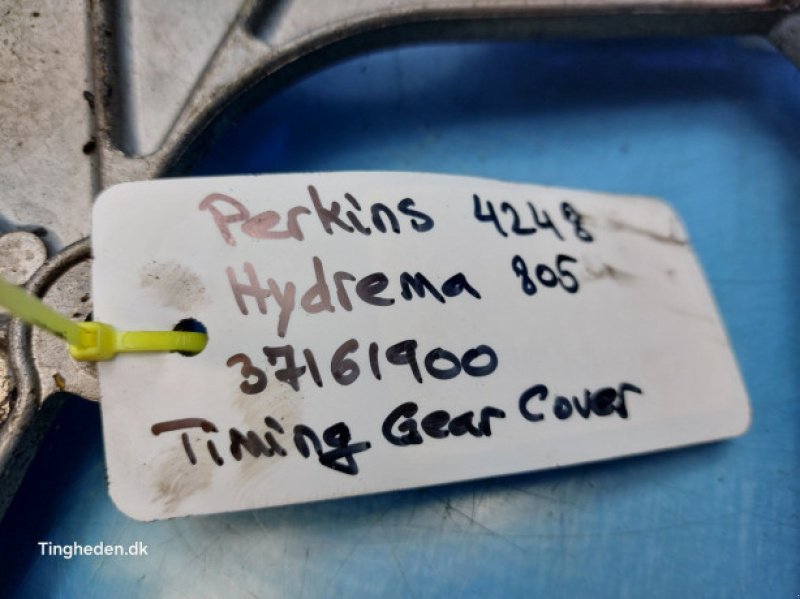 Perkins 4248
Hydrema 805
37161900
Timing Gear Cover
Tingheden.dk